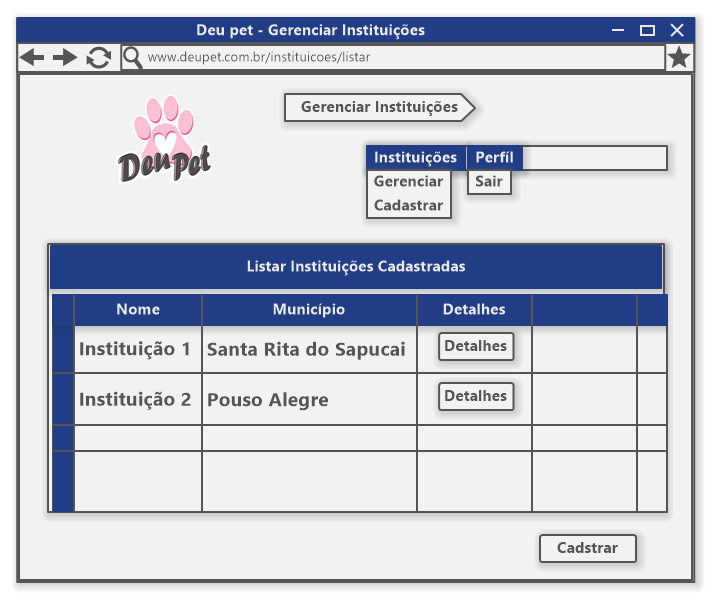 Deu pet - Gerenciar Instituições
www.deupet.com.br/instituicoes/listar
Gerenciar Instituições
Deu Pet
Instituições Perfíl
Gerenciar Sair
Cadastrar
Listar Instituições Cadastradas
Nome Município Detalhes
Instituição 1 Santa Rita do Sapucai Detalhes
Instituição 2 Pouso Alegre Detalhes
Cadstrar